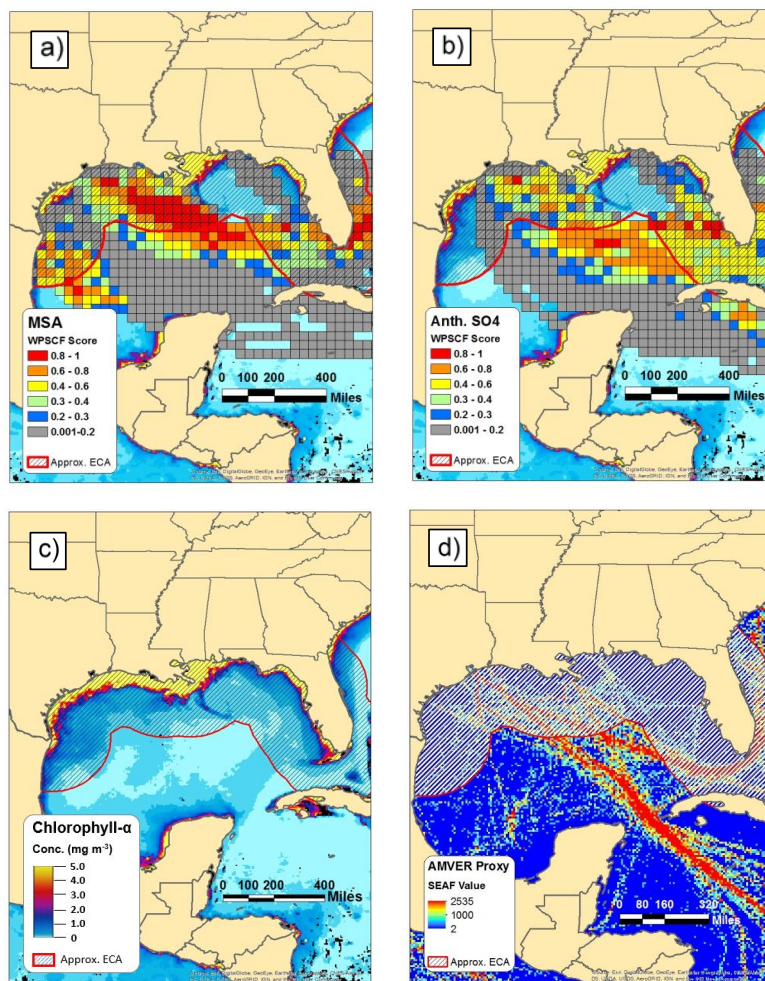 a)
MSA
WPSCF Score
0.8 - 1
0.6 - 0.8
0.4 - 0.6
0.3 - 0.4
0.2 - 0.3
0.001-0.2
Approx. ECA
0 100 200 400
Miles
b)
Anth. SO4
WPSCF Score
0.8 - 1
0.6 - 0.8
0.4 - 0.6
0.3 - 0.4
0.2 - 0.3
0.001 - 0.2
Approx. ECA
0 100 200 400
Miles
c)
Chlorophyll-α
Conc. (mg m-3)
5.0
4.0
3.0
2.0
1.0
0
Approx. ECA
0 100 200 400
Miles
d)
AMVER Proxy
SEAF Value
2535
1000
2
Approx. ECA
0 80 160 320
Miles